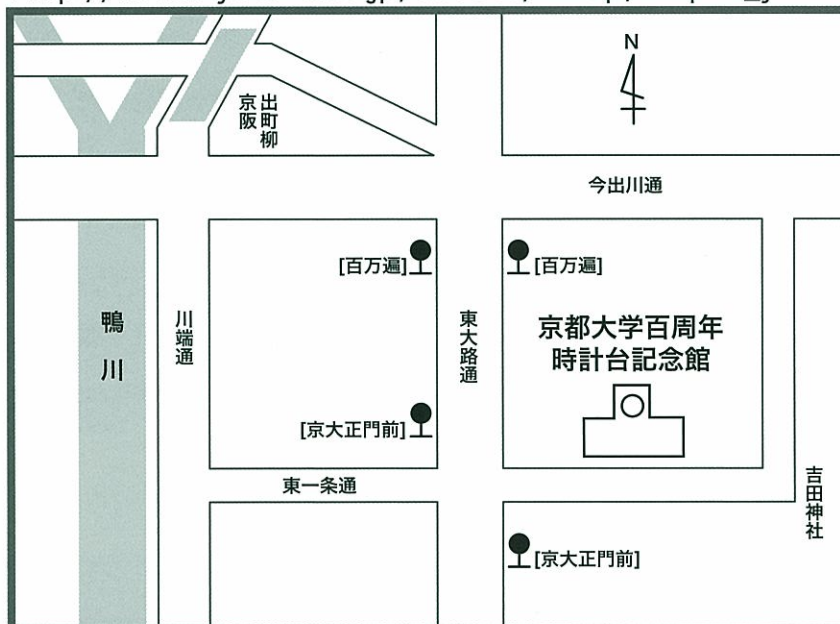 N
京阪
出町柳
今出川通
[百万遍]
[百万遍]
鴨川
川端通
東大路通
京都大学百周年
時計台記念館
[京大正門前]
東一条通
吉田神社
[京大正門前]